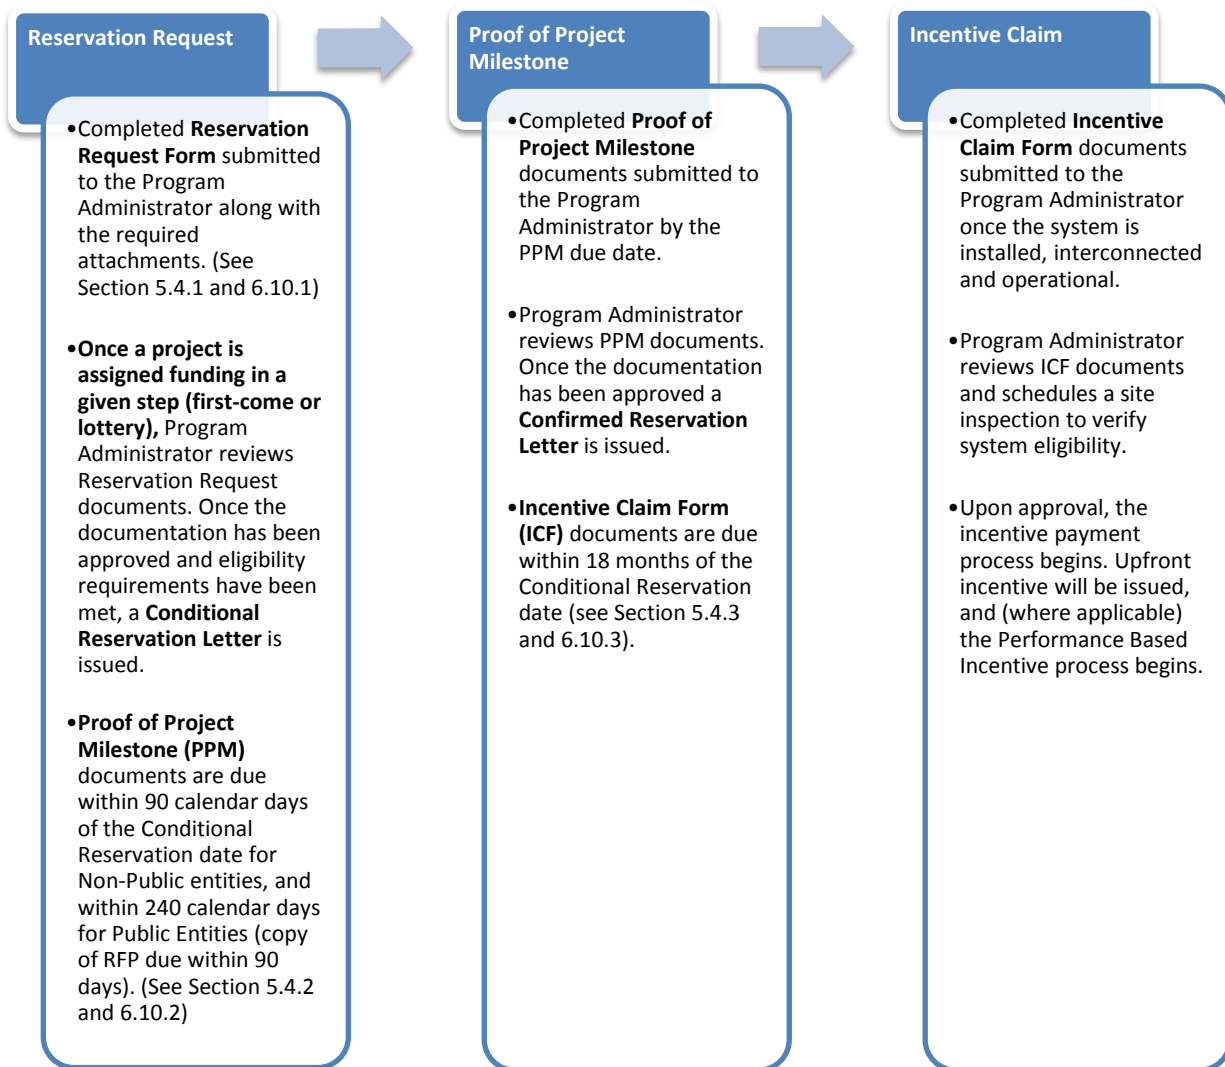 Reservation Request
•Completed Reservation
Request Form submitted
to the Program
Administrator along with
the required
attachments. (See
Section 5.4.1 and 6.10.1)
•Once a project is
assigned funding in a
given step (first-come or
lottery), Program
Administrator reviews
Reservation Request
documents. Once the
documentation has been
approved and eligibility
requirements have been
met, a Conditional
Reservation Letter is
issued.
•Proof of Project
Milestone (PPM)
documents are due
within 90 calendar days
of the Conditional
Reservation date for
Non-Public entities, and
within 240 calendar days
for Public Entities (copy
of RFP due within 90
days). (See Section 5.4.2
and 6.10.2)
Proof of Project
Milestone
•Completed Proof of
Project Milestone
documents submitted to
the Program
Administrator by the
PPM due date.
•Program Administrator
reviews PPM documents.
Once the documentation
has been approved a
Confirmed Reservation
Letter is issued.
•Incentive Claim Form
(ICF) documents are due
within 18 months of the
Conditional Reservation
date (see Section 5.4.3
and 6.10.3).
Incentive Claim
•Completed Incentive
Claim Form documents
submitted to the
Program Administrator
once the system is
installed, interconnected
and operational.
•Program Administrator
reviews ICF documents
and schedules a site
inspection to verify
system eligibility.
•Upon approval, the
incentive payment
process begins. Upfront
incentive will be issued,
and (where applicable)
the Performance Based
Incentive process begins.